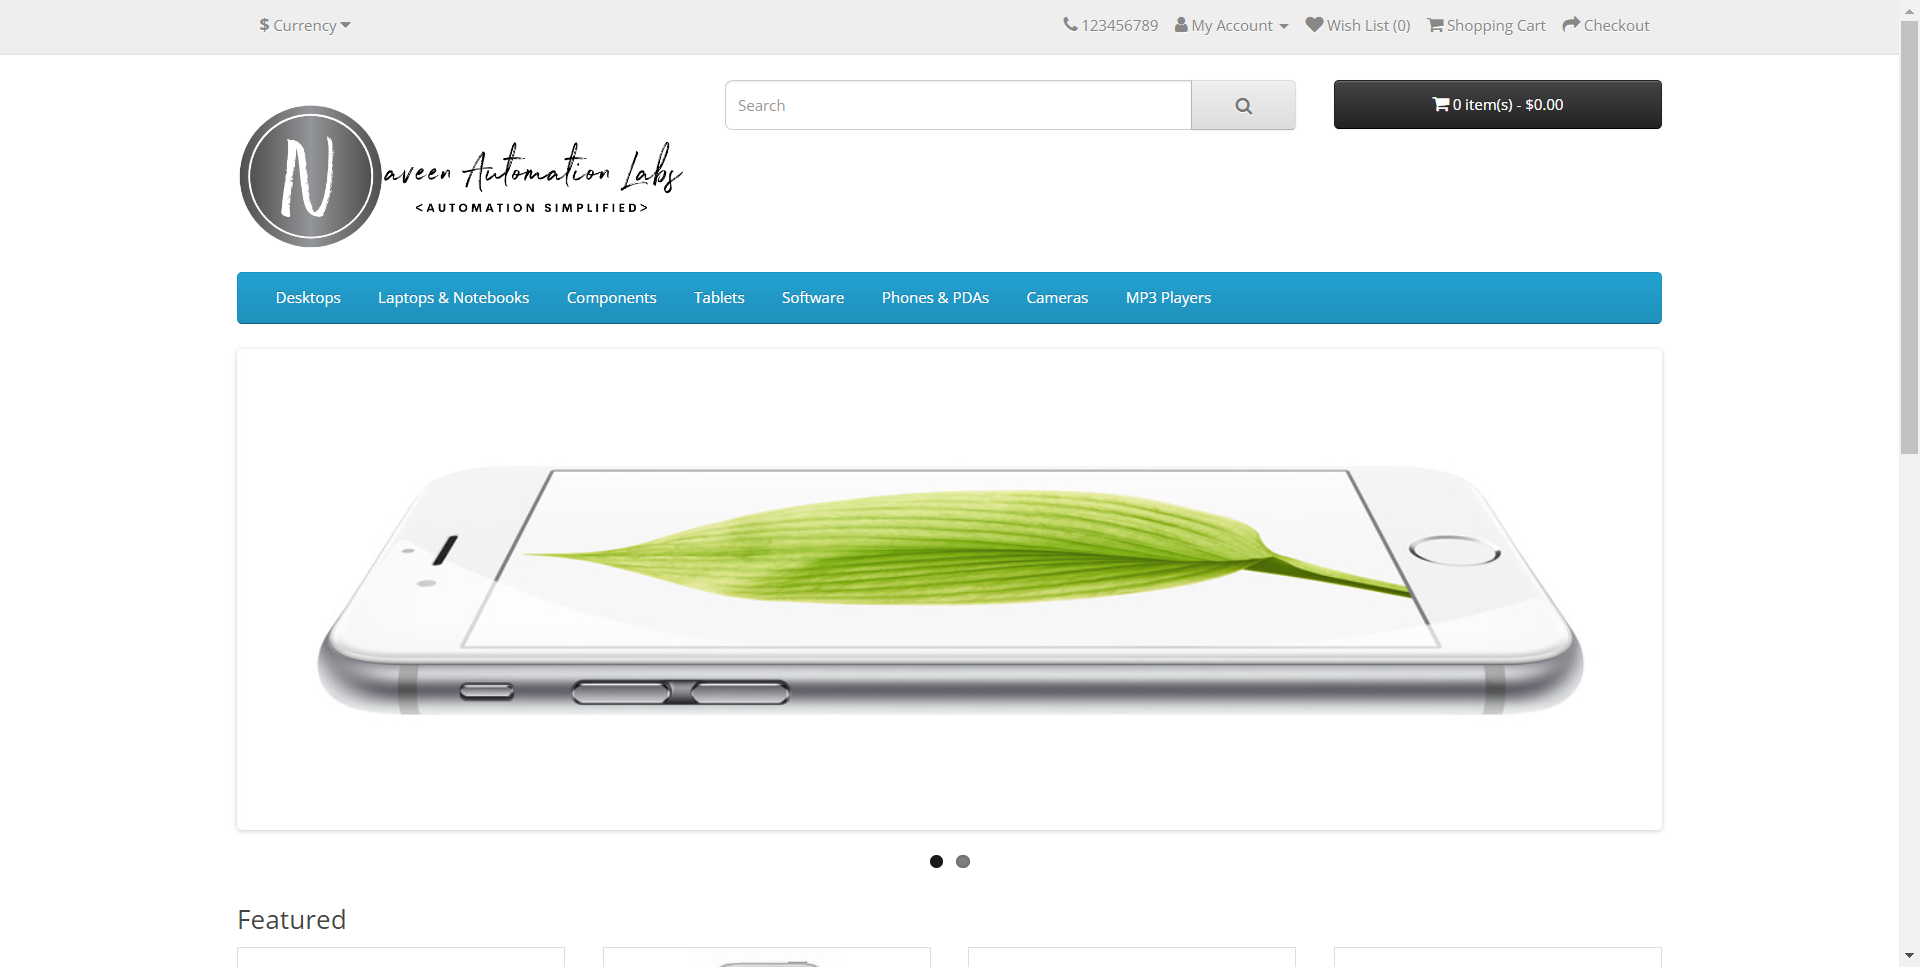 $ Currency
123456789 My Account Wish List (0) Shopping Cart Checkout
Search
0 item(s) - $0.00
Naveen Automation Labs
<AUTOMATION SIMPLIFIED>
Desktops Laptops & Notebooks Components Tablets Software Phones & PDAs Cameras MP3 Players
Featured